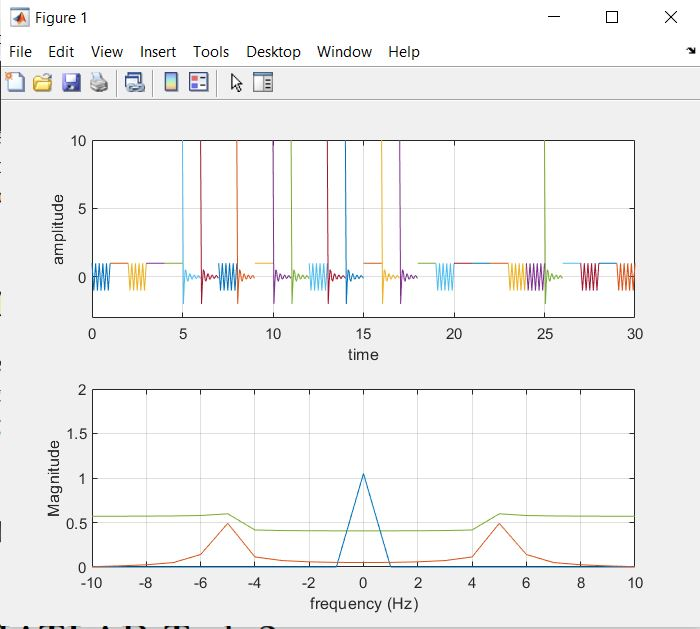 Figure 1
File Edit View Insert Tools Desktop Window Help
10
5
0
amplitude
0 5 10 15 20 25 30
time
2
1.5
1
0.5
0
Magnitude
-10 -8 -6 -4 -2 0 2 4 6 8 10
frequency (Hz)